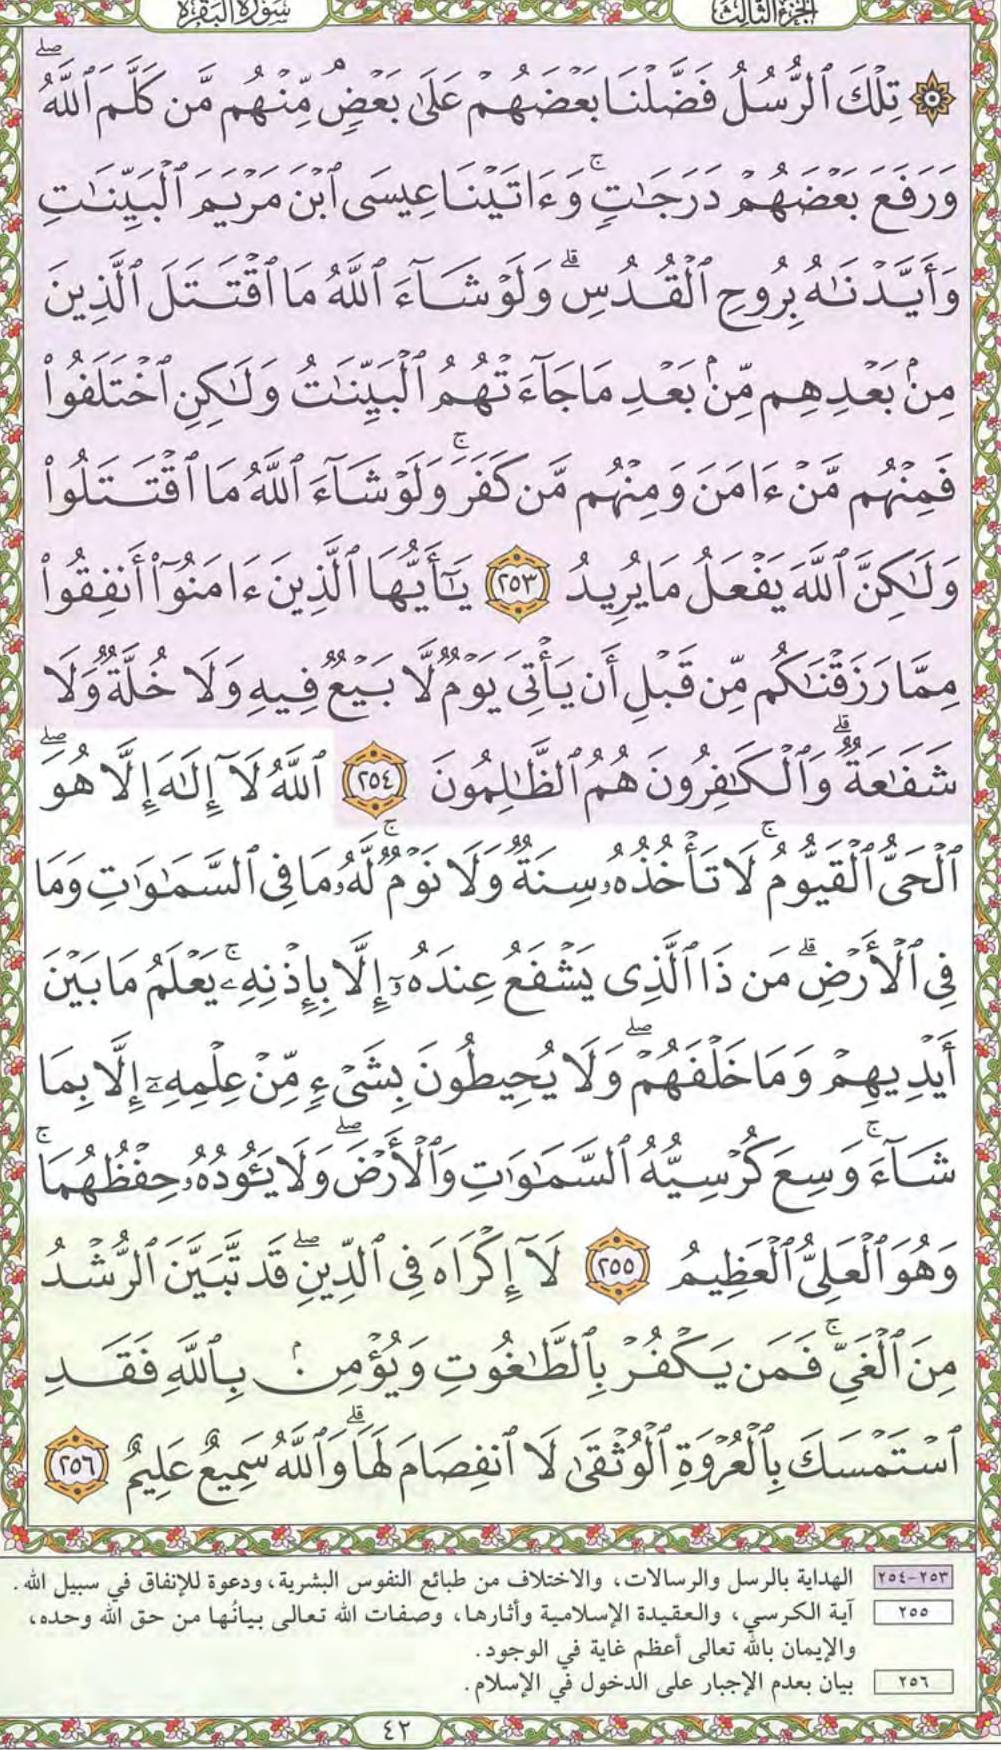 الجزء الثالث
سورة البقرة
۞ تِلْكَ ٱلرُّسُلُ فَضَّلْنَا بَعْضَهُمْ عَلَىٰ بَعْضٍۘ مِّنْهُم مَّن كَلَّمَ ٱللَّهُۖ
وَرَفَعَ بَعْضَهُمْ دَرَجَٰتٍۚ وَءَاتَيْنَا عِيسَى ٱبْنَ مَرْيَمَ ٱلْبَيِّنَٰتِ
وَأَيَّدْنَٰهُ بِرُوحِ ٱلْقُدُسِۗ وَلَوْ شَآءَ ٱللَّهُ مَا ٱقْتَتَلَ ٱلَّذِينَ
مِنۢ بَعْدِهِم مِّنۢ بَعْدِ مَا جَآءَتْهُمُ ٱلْبَيِّنَٰتُ وَلَٰكِنِ ٱخْتَلَفُوا۟
فَمِنْهُم مَّنْ ءَامَنَ وَمِنْهُم مَّن كَفَرَۚ وَلَوْ شَآءَ ٱللَّهُ مَا ٱقْتَتَلُوا۟
وَلَٰكِنَّ ٱللَّهَ يَفْعَلُ مَا يُرِيدُ ٢٥٣ يَٰٓأَيُّهَا ٱلَّذِينَ ءَامَنُوٓا۟ أَنفِقُوا۟
مِمَّا رَزَقْنَٰكُم مِّن قَبْلِ أَن يَأْتِىَ يَوْمٌ لَّا بَيْعٌ فِيهِ وَلَا خُلَّةٌ وَلَا
شَفَٰعَةٌۗ وَٱلْكَٰفِرُونَ هُمُ ٱلظَّٰلِمُونَ ٢٥٤ ٱللَّهُ لَآ إِلَٰهَ إِلَّا هُوَۖ
ٱلْحَىُّ ٱلْقَيُّومُۚ لَا تَأْخُذُهُۥ سِنَةٌ وَلَا نَوْمٌۚ لَّهُۥ مَا فِى ٱلسَّمَٰوَٰتِ وَمَا
فِى ٱلْأَرْضِۗ مَن ذَا ٱلَّذِى يَشْفَعُ عِندَهُۥٓ إِلَّا بِإِذْنِهِۦۚ يَعْلَمُ مَا بَيْنَ
أَيْدِيهِمْ وَمَا خَلْفَهُمْۖ وَلَا يُحِيطُونَ بِشَىْءٍ مِّنْ عِلْمِهِۦٓ إِلَّا بِمَا
شَآءَۚ وَسِعَ كُرْسِيُّهُ ٱلسَّمَٰوَٰتِ وَٱلْأَرْضَۖ وَلَا يَـُٔودُهُۥ حِفْظُهُمَاۚ
وَهُوَ ٱلْعَلِىُّ ٱلْعَظِيمُ ٢٥٥ لَآ إِكْرَاهَ فِى ٱلدِّينِۖ قَد تَّبَيَّنَ ٱلرُّشْدُ
مِنَ ٱلْغَىِّۚ فَمَن يَكْفُرْ بِٱلطَّٰغُوتِ وَيُؤْمِنۢ بِٱللَّهِ فَقَدِ
ٱسْتَمْسَكَ بِٱلْعُرْوَةِ ٱلْوُثْقَىٰ لَا ٱنفِصَامَ لَهَاۗ وَٱللَّهُ سَمِيعٌ عَلِيمٌ ٢٥٦
٢٥٣-٢٥٤ الهداية بالرسل والرسالات، والاختلاف من طبائع النفوس البشرية، ودعوة للإنفاق في سبيل الله.
٢٥٥ آية الكرسي، والعقيدة الإسلامية وآثارها، وصفات الله تعالى بيانُها من حق الله وحده،
والإيمان بالله تعالى أعظم غاية في الوجود.
٢٥٦ بيان بعدم الإجبار على الدخول في الإسلام.
٤٢